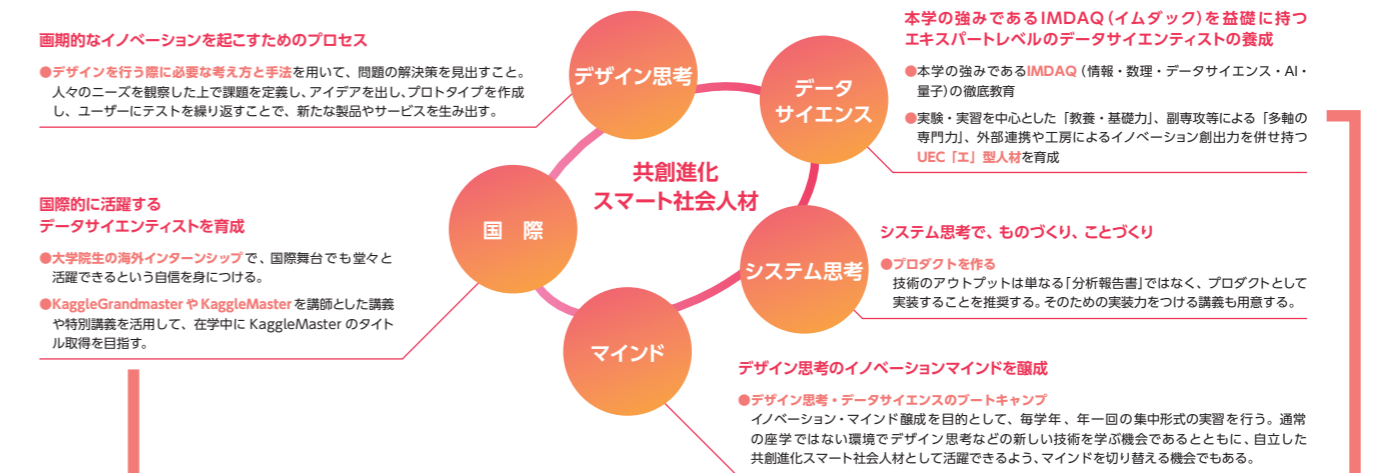 画期的なイノベーションを起こすためのプロセス
●デザインを行う際に必要な考え方と手法を用いて、問題の解決策を見出すこと。
人々のニーズを観察した上で課題を定義し、アイデアを出し、プロトタイプを作成
し、ユーザーにテストを繰り返すことで、新たな製品やサービスを生み出す。
国際的に活躍する
データサイエンティストを育成
●大学院生の海外インターンシップで、国際舞台でも堂々と
活躍できるという自信を身につける。
●KaggleGrandmaster や KaggleMaster を講師とした講義
や特別講義を活用して、在学中に KaggleMaster のタイト
ル取得を目指す。
デザイン思考
データ
サイエンス
共創進化
スマート社会人材
国　際
システム思考
マインド
本学の強みであるIMDAQ（イムダック）を益礎に持つ
エキスパートレベルのデータサイエンティストの養成
●本学の強みであるIMDAQ（情報・数理・データサイエンス・AI・
量子）の徹底教育
●実験・実習を中心とした「教養・基礎力」、副専攻等による「多軸の
専門力」、外部連携や工房によるイノベーション創出力を併せ持つ
UEC「エ」型人材を育成
システム思考で、ものづくり、ことづくり
●プロダクトを作る
技術のアウトプットは単なる「分析報告書」ではなく、プロダクトとして
実装することを推奨する。そのための実装力をつける講義も用意する。
デザイン思考のイノベーションマインドを醸成
●デザイン思考・データサイエンスのブートキャンプ
イノベーション・マインド醸成を目的として、毎学年、年一回の集中形式の実習を行う。通常
の座学ではない環境でデザイン思考などの新しい技術を学ぶ機会であるとともに、自立した
共創進化スマート社会人材として活躍できるよう、マインドを切り替える機会でもある。